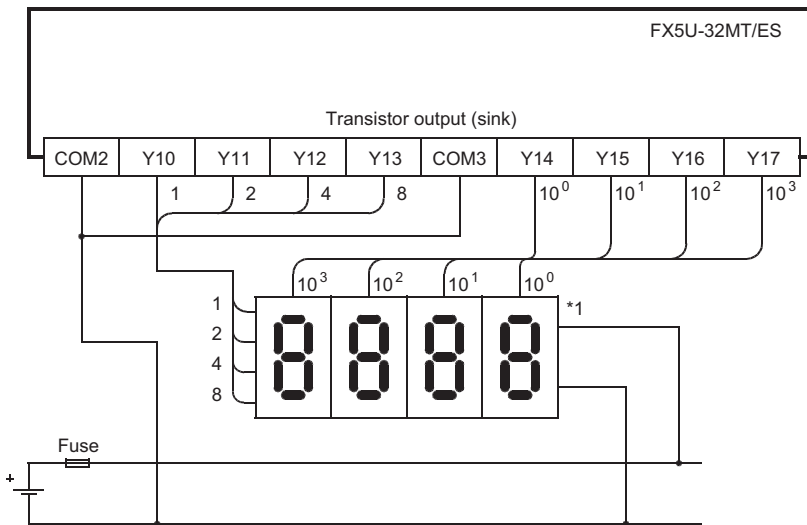 FX5U-32MT/ES
Transistor output (sink)
COM2 Y10 Y11 Y12 Y13 COM3 Y14 Y15 Y16 Y17
1 2 4 8 10⁰ 10¹ 10² 10³
10³ 10² 10¹ 10⁰
1
*1
2
4
8
Fuse
+